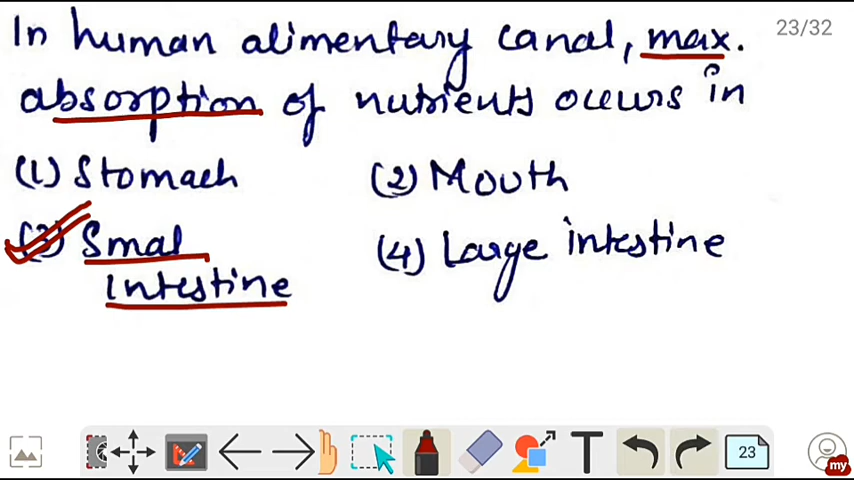 23/32
In human alimentary canal, max.
absorption of nutrients occurs in
(1) Stomach (2) Mouth
(3) Smal (4) Large intestine
Intestine
T
23
my